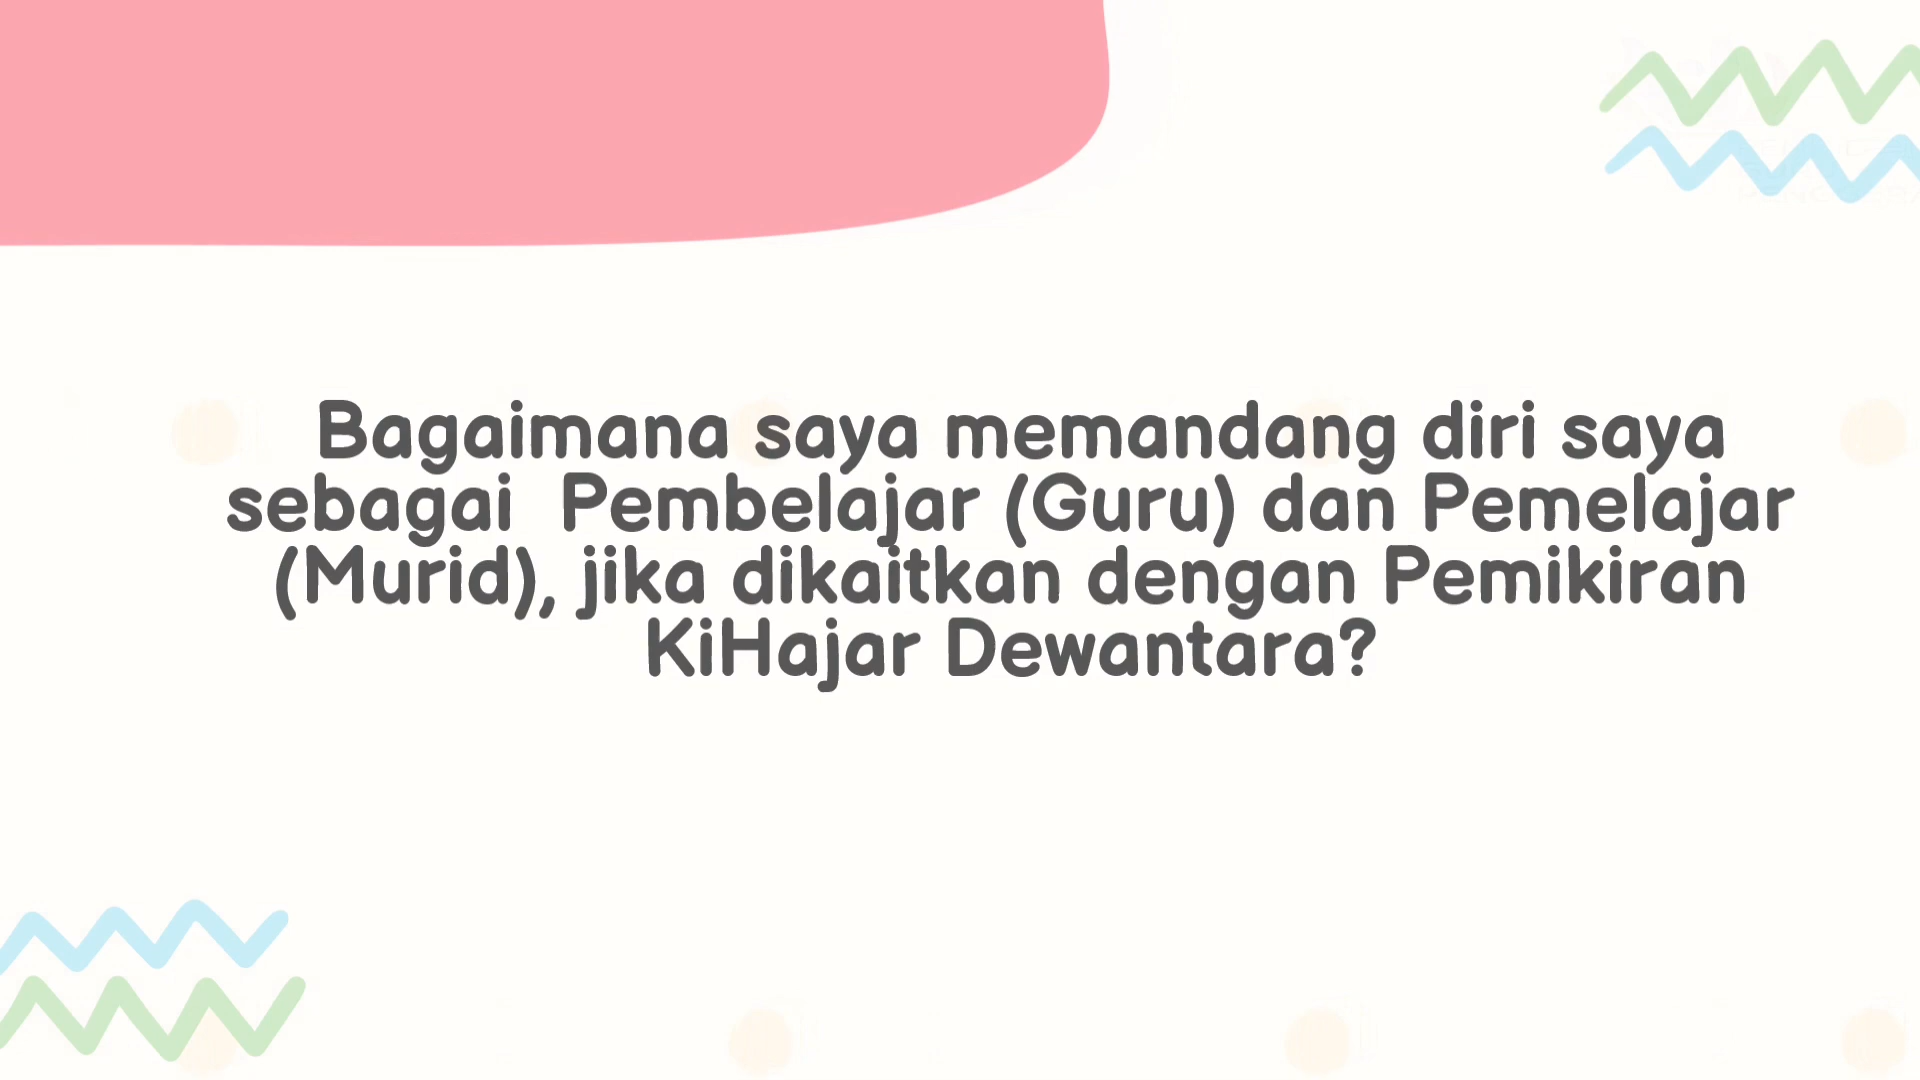 Bagaimana saya memandang diri saya
sebagai  Pembelajar (Guru) dan Pemelajar
(Murid), jika dikaitkan dengan Pemikiran
KiHajar Dewantara?